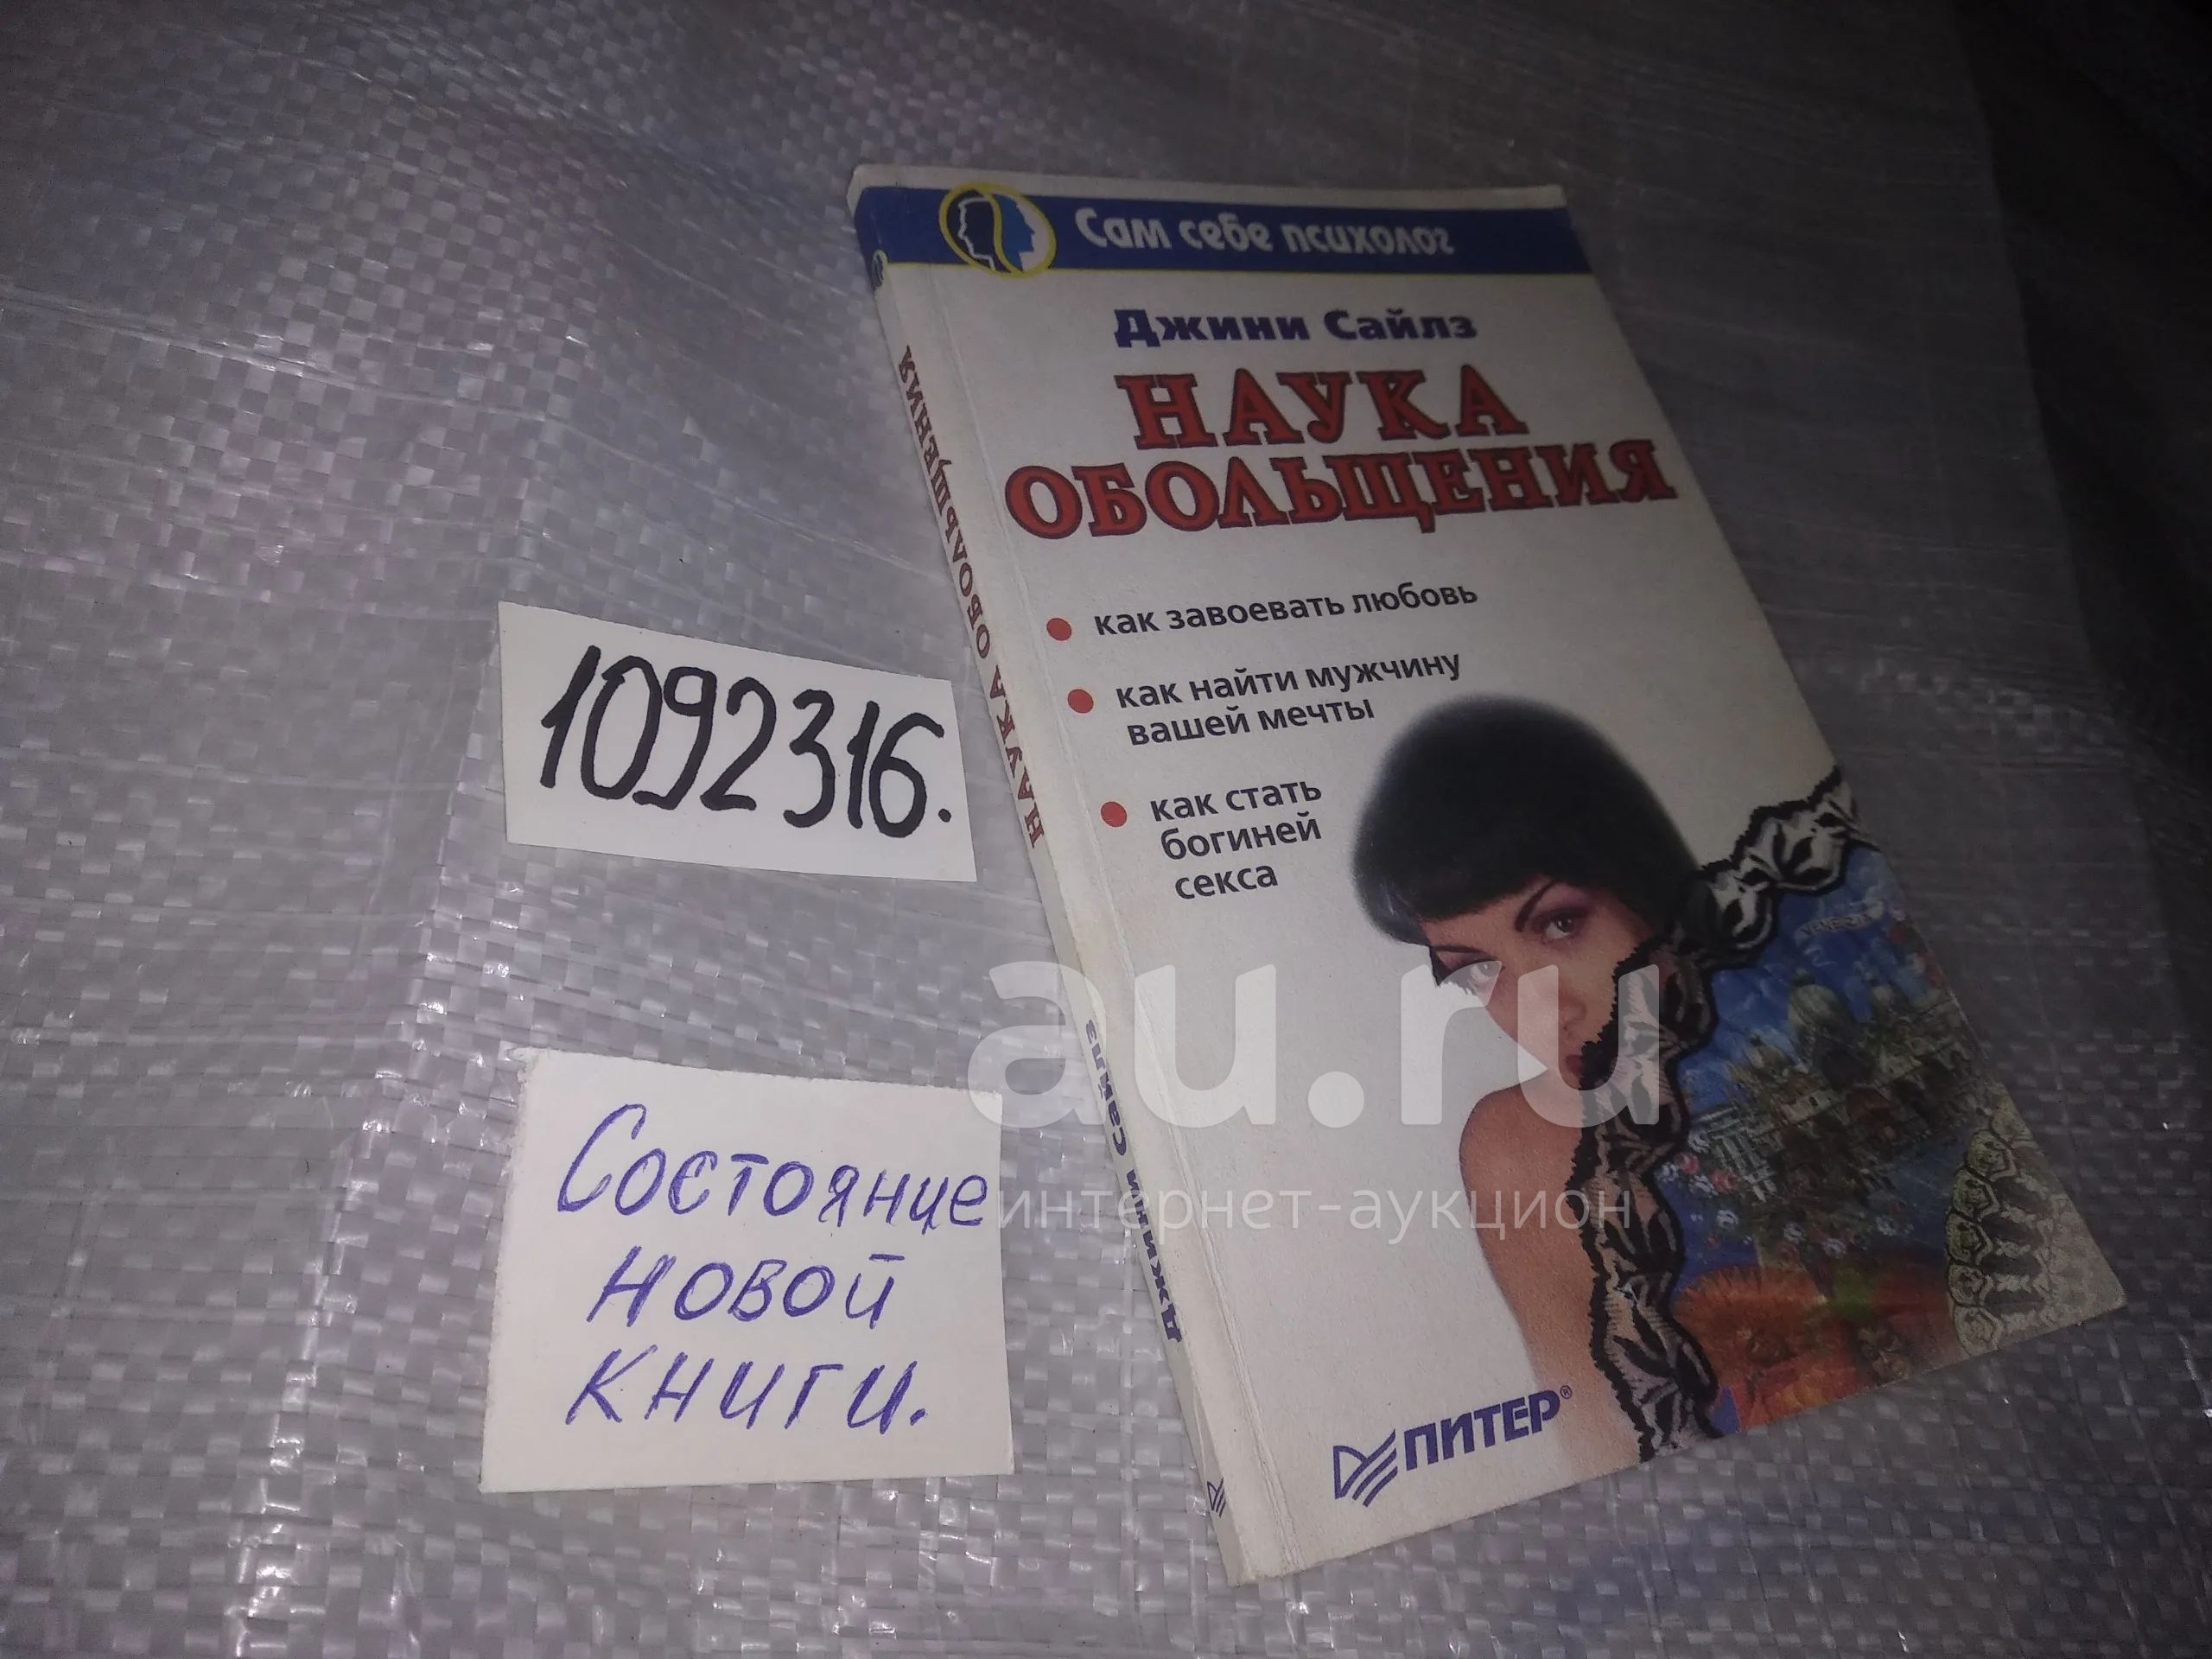 Сам себе психолог
Джини Сайлз
НАУКА
ОБОЛЬЩЕНИЯ
• как завоевать любовь
• как найти мужчину
вашей мечты
• как стать
богиней
секса
ПИТЕР®
НАУКА ОБОЛЬЩЕНИЯ
Джини Сайлз
1092316.
Состояние
новой
книги.
au.ru
интернет-аукцион